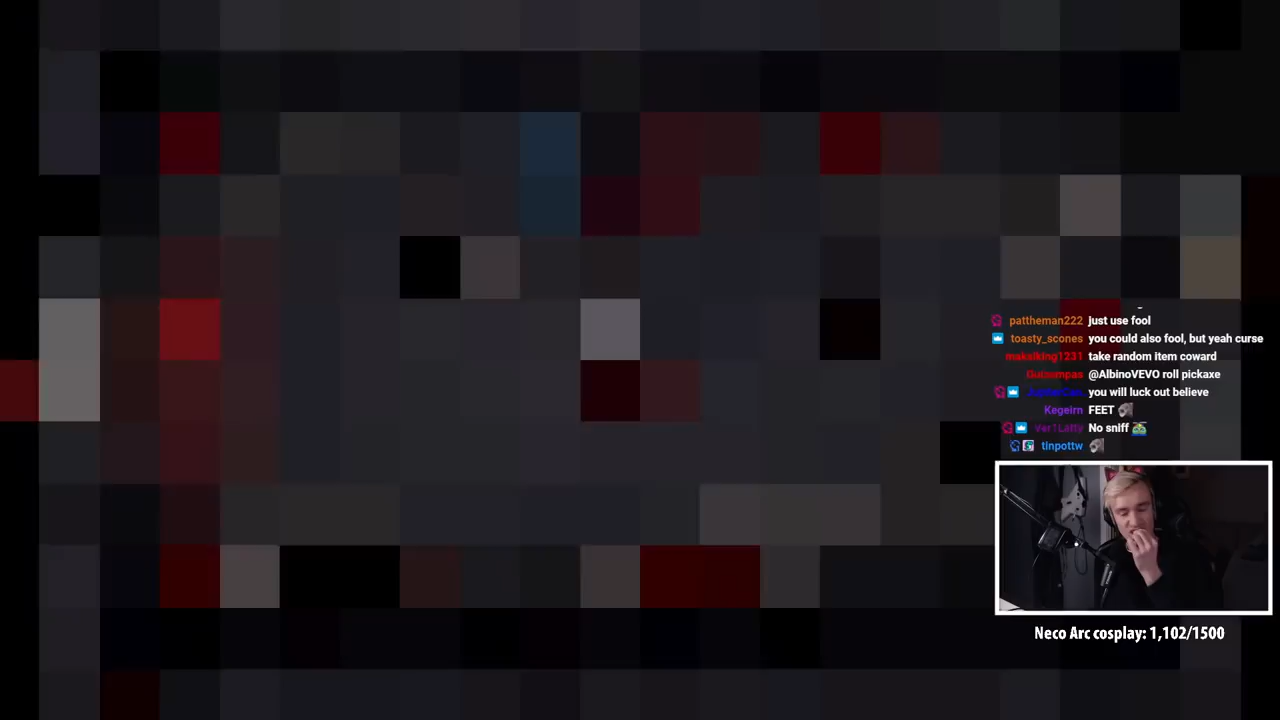 pattheman222 just use fool
toasty_scones you could also fool, but yeah curse
makalking1231 take random item coward
@AlbinoVEVO roll pickaxe
you will luck out believe
Kegeirn FEET
No sniff
tinpottw
Neco Arc cosplay: 1,102/1500